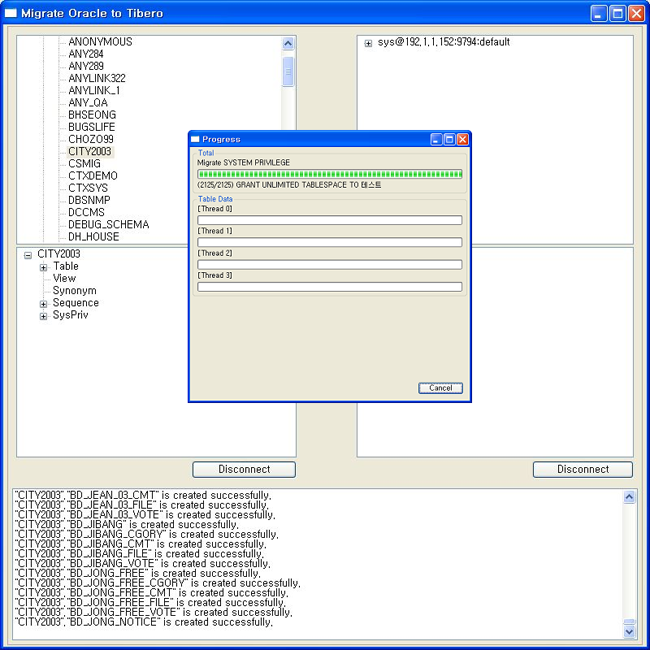 Migrate Oracle to Tibero
ANONYMOUS
ANY284
ANY289
ANYLINK322
ANYLINK_1
ANY_QA
BHSEONG
BUGSLIFE
CHOZO99
CITY2003
CSMIG
CTXDEMO
CTXSYS
DBSNMP
DCCMS
DEBUG_SCHEMA
DH_HOUSE
sys@192.1.1.152:9794:default
CITY2003
Table
View
Synonym
Sequence
SysPriv
Progress
Total
Migrate SYSTEM PRIVILEGE
(2125/2125) GRANT UNLIMITED TABLESPACE TO 테스트
Table Data
[Thread 0]
[Thread 1]
[Thread 2]
[Thread 3]
Cancel
Disconnect
Disconnect
"CITY2003"."BD_JEAN_03_CMT" is created successfully.
"CITY2003"."BD_JEAN_03_FILE" is created successfully.
"CITY2003"."BD_JEAN_03_VOTE" is created successfully.
"CITY2003"."BD_JIBANG" is created successfully.
"CITY2003"."BD_JIBANG_CGORY" is created successfully.
"CITY2003"."BD_JIBANG_CMT" is created successfully.
"CITY2003"."BD_JIBANG_FILE" is created successfully.
"CITY2003"."BD_JIBANG_VOTE" is created successfully.
"CITY2003"."BD_JONG_FREE" is created successfully.
"CITY2003"."BD_JONG_FREE_CGORY" is created successfully.
"CITY2003"."BD_JONG_FREE_CMT" is created successfully.
"CITY2003"."BD_JONG_FREE_FILE" is created successfully.
"CITY2003"."BD_JONG_FREE_VOTE" is created successfully.
"CITY2003"."BD_JONG_NOTICE" is created successfully.